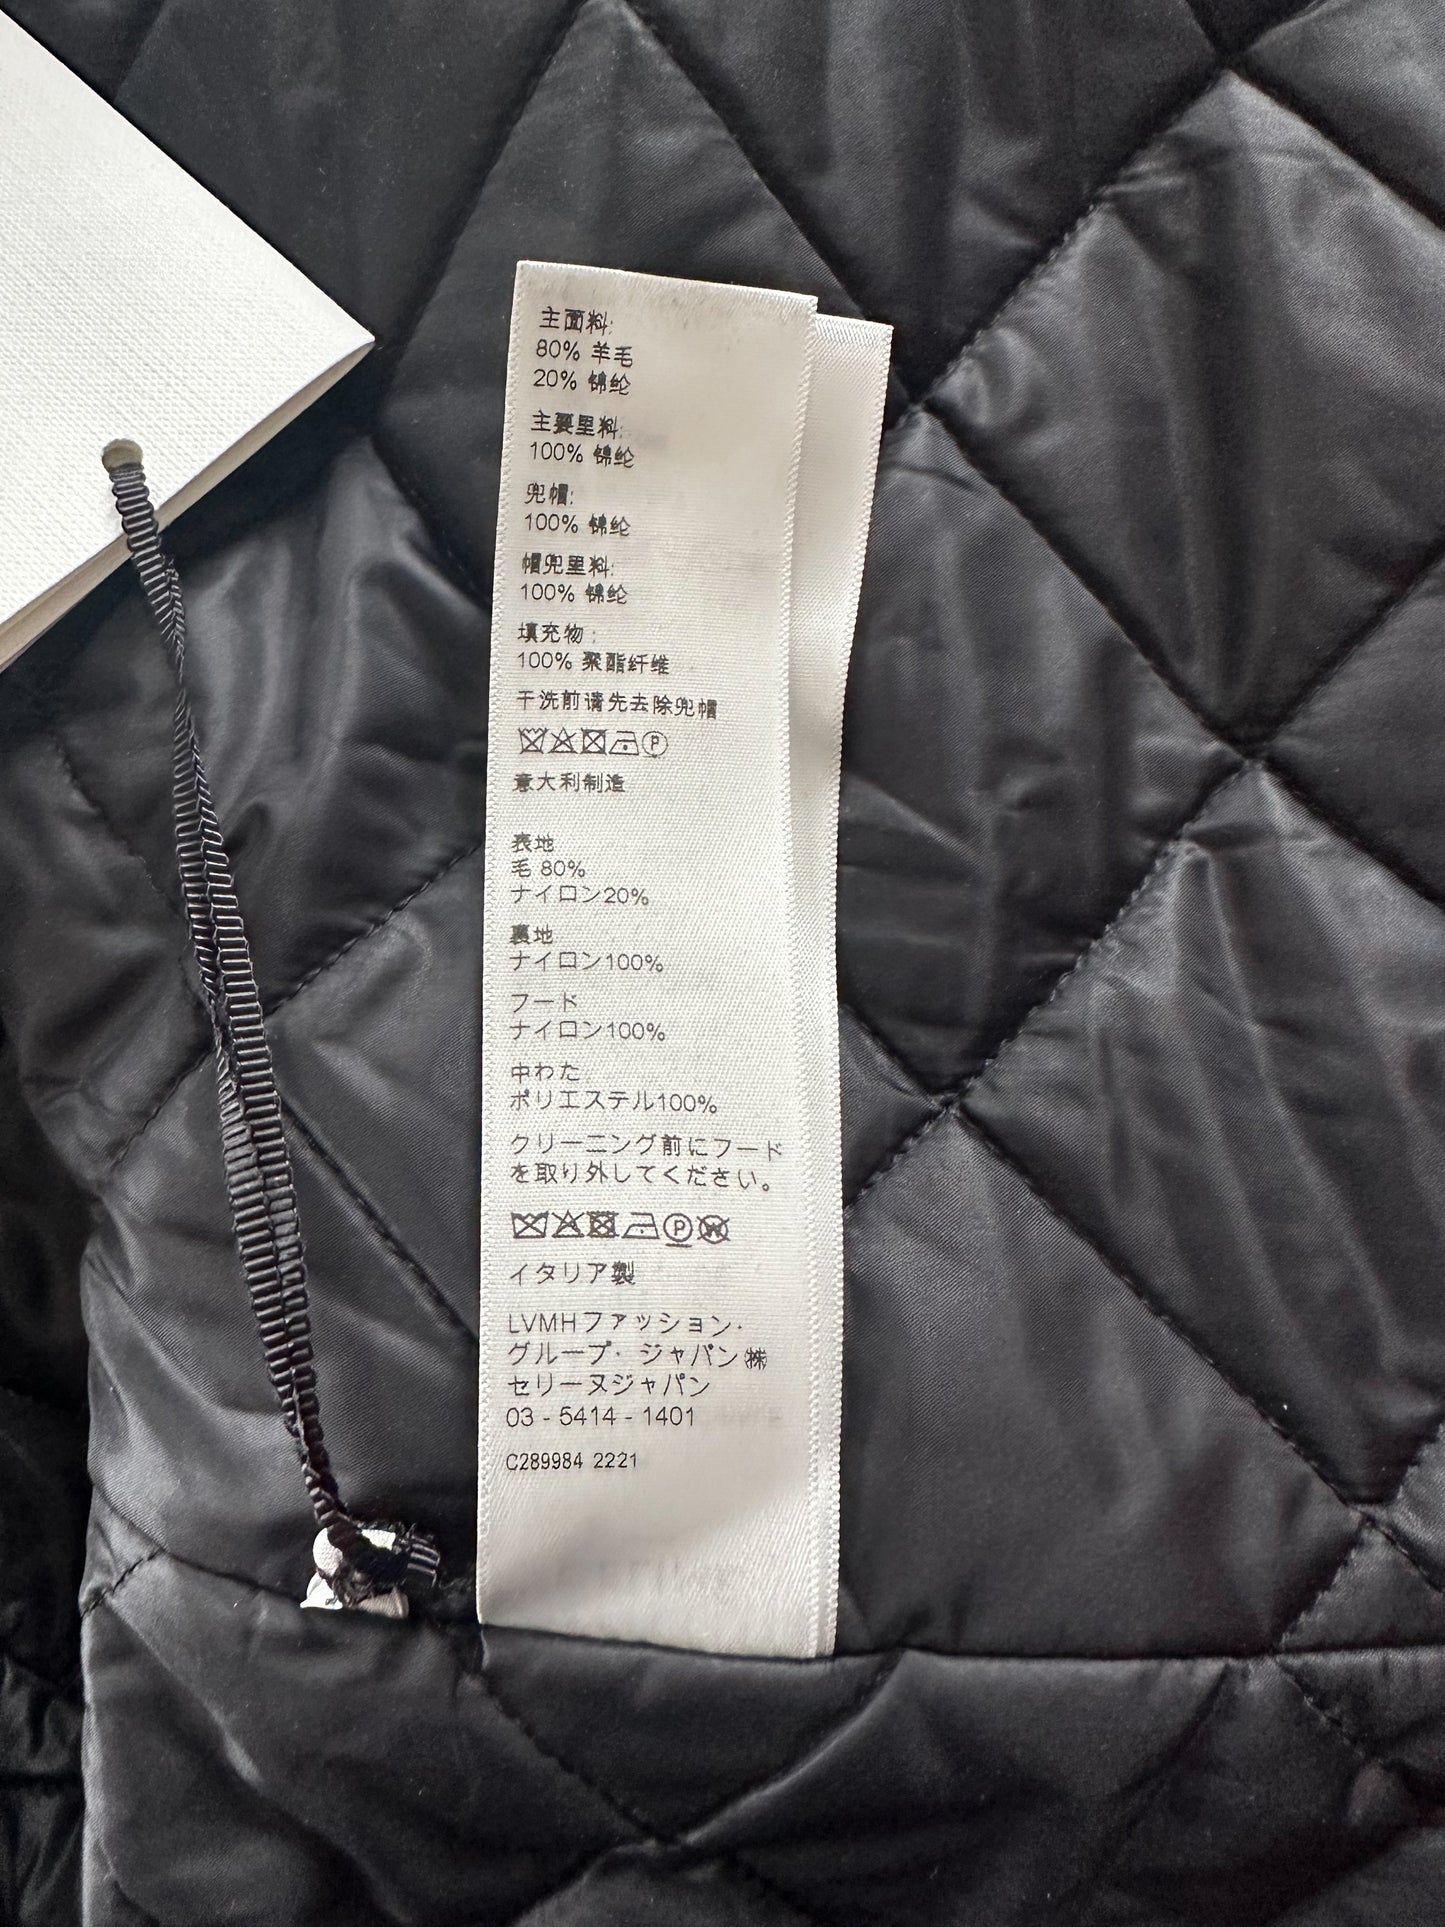 主面料:
80% 羊毛
20% 锦纶
主要里料:
100% 锦纶
兜帽:
100% 锦纶
帽兜里料:
100% 锦纶
填充物:
100% 聚酯纤维
干洗前请先去除兜帽
P
意大利制造
表地
毛 80%
ナイロン20%
裏地
ナイロン100%
フード
ナイロン100%
中わた
ポリエステル100%
クリーニング前にフード
を取り外してください。
P W
イタリア製
LVMHファッション・
グループ・ジャパン㈱
セリーヌジャパン
03 - 5414 - 1401
C289984 2221